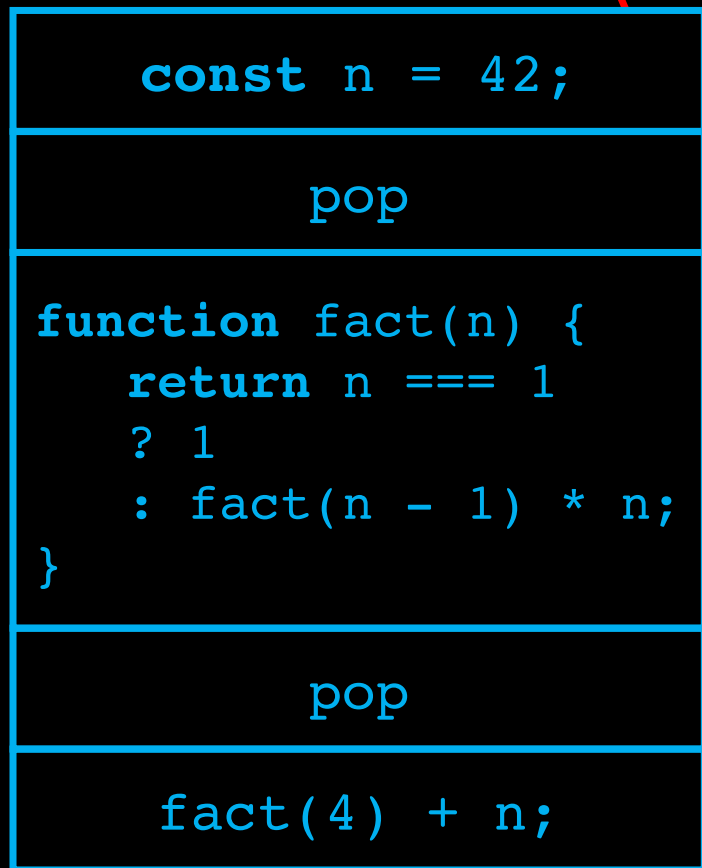 const n = 42;
pop
function fact(n) {
return n === 1
? 1
: fact(n - 1) * n;
}
pop
fact(4) + n;